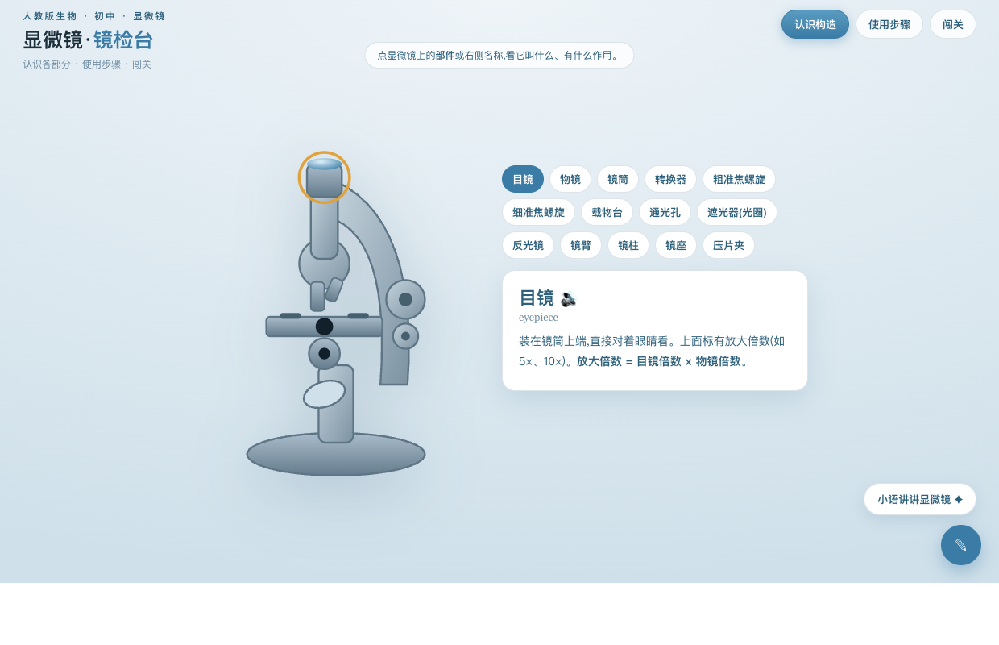 人教版生物 · 初中 · 显微镜
显微镜·镜检台
认识各部分 · 使用步骤 · 闯关
认识构造
使用步骤
闯关
点显微镜上的部件或右侧名称,看它叫什么、有什么作用。
目镜
物镜
镜筒
转换器
粗准焦螺旋
细准焦螺旋
载物台
通光孔
遮光器(光圈)
反光镜
镜臂
镜柱
镜座
压片夹
目镜 🔉
eyepiece
装在镜筒上端,直接对着眼睛看。上面标有放大倍数(如
5×、10×)。放大倍数 = 目镜倍数 × 物镜倍数。
小语讲讲显微镜 ✦